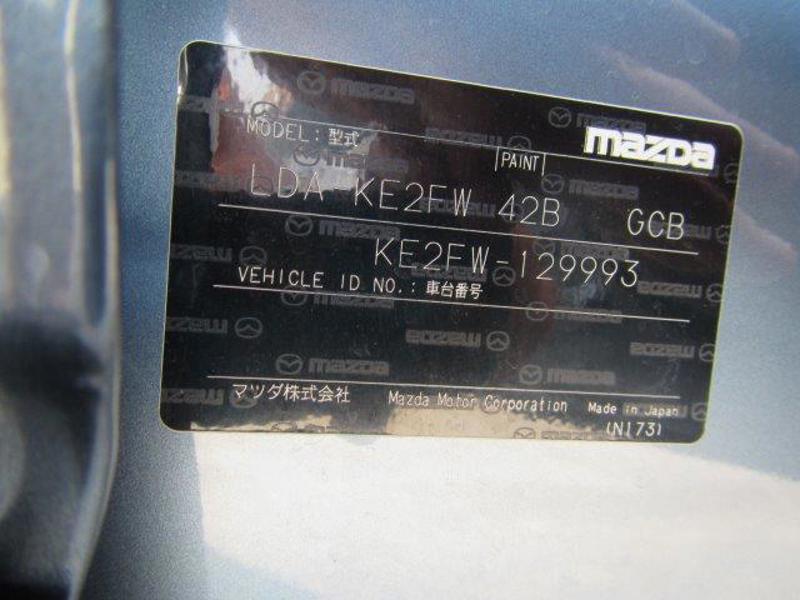 mazda
MODEL : 型式
PAINT
LDA-KE2FW 42B GCB
KE2FW-129993
VEHICLE ID NO. : 車台番号
マツダ株式会社 Mazda Motor Corporation Made in Japan
(N173)